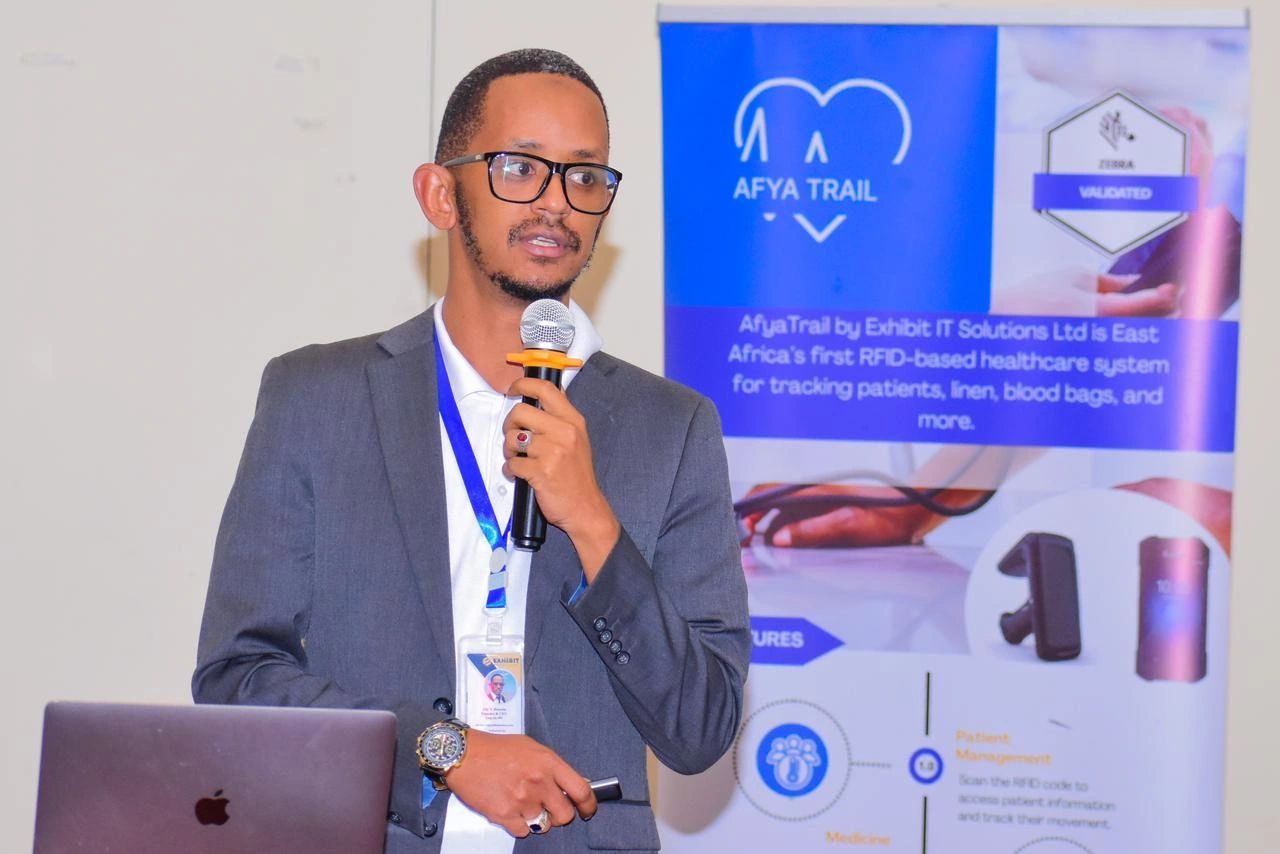 AFYA TRAIL
ZEBRA
VALIDATED
AfyaTrail by Exhibit IT Solutions Ltd is East
Africa's first RFID-based healthcare system
for tracking patients, linen, blood bags, and
more.
TURES
1.0
Patient
Management
Scan the RFID code to
access patient information
and track their movement.
Medicine
EXHIBIT